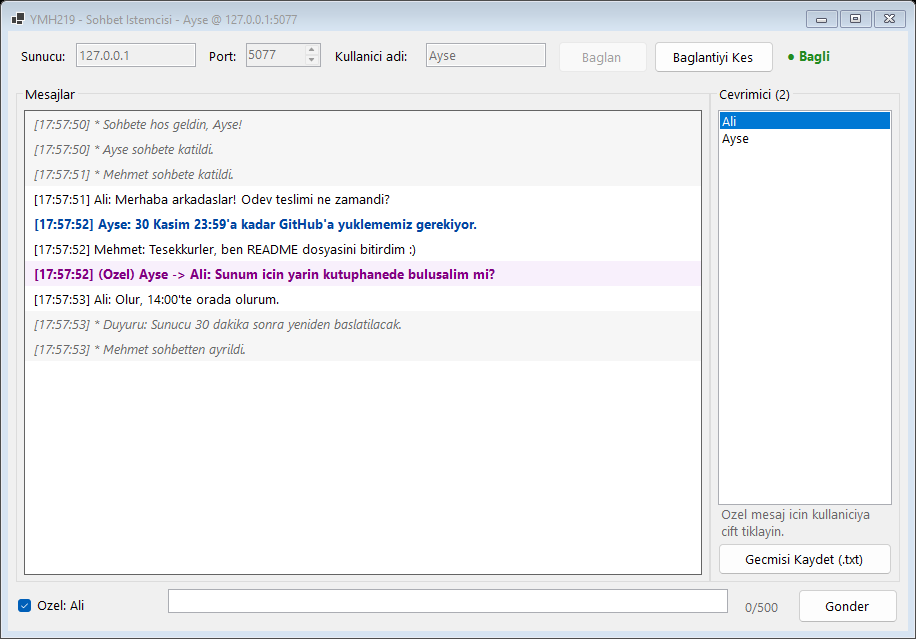 YMH219 - Sohbet Istemcisi - Ayse @ 127.0.0.1:5077
Sunucu: 127.0.0.1 Port: 5077 Kullanici adi: Ayse Baglan Baglantiyi Kes ● Bagli
Mesajlar
[17:57:50] * Sohbete hos geldin, Ayse!
[17:57:50] * Ayse sohbete katildi.
[17:57:51] * Mehmet sohbete katildi.
[17:57:51] Ali: Merhaba arkadaslar! Odev teslimi ne zamandi?
[17:57:52] Ayse: 30 Kasim 23:59'a kadar GitHub'a yuklememiz gerekiyor.
[17:57:52] Mehmet: Tesekkurler, ben README dosyasini bitirdim :)
[17:57:52] (Ozel) Ayse -> Ali: Sunum icin yarin kutuphanede bulusalim mi?
[17:57:53] Ali: Olur, 14:00'te orada olurum.
[17:57:53] * Duyuru: Sunucu 30 dakika sonra yeniden baslatilacak.
[17:57:53] * Mehmet sohbetten ayrildi.
Cevrimici (2)
Ali
Ayse
Ozel mesaj icin kullaniciya
cift tiklayin.
Gecmisi Kaydet (.txt)
Ozel: Ali 0/500 Gonder